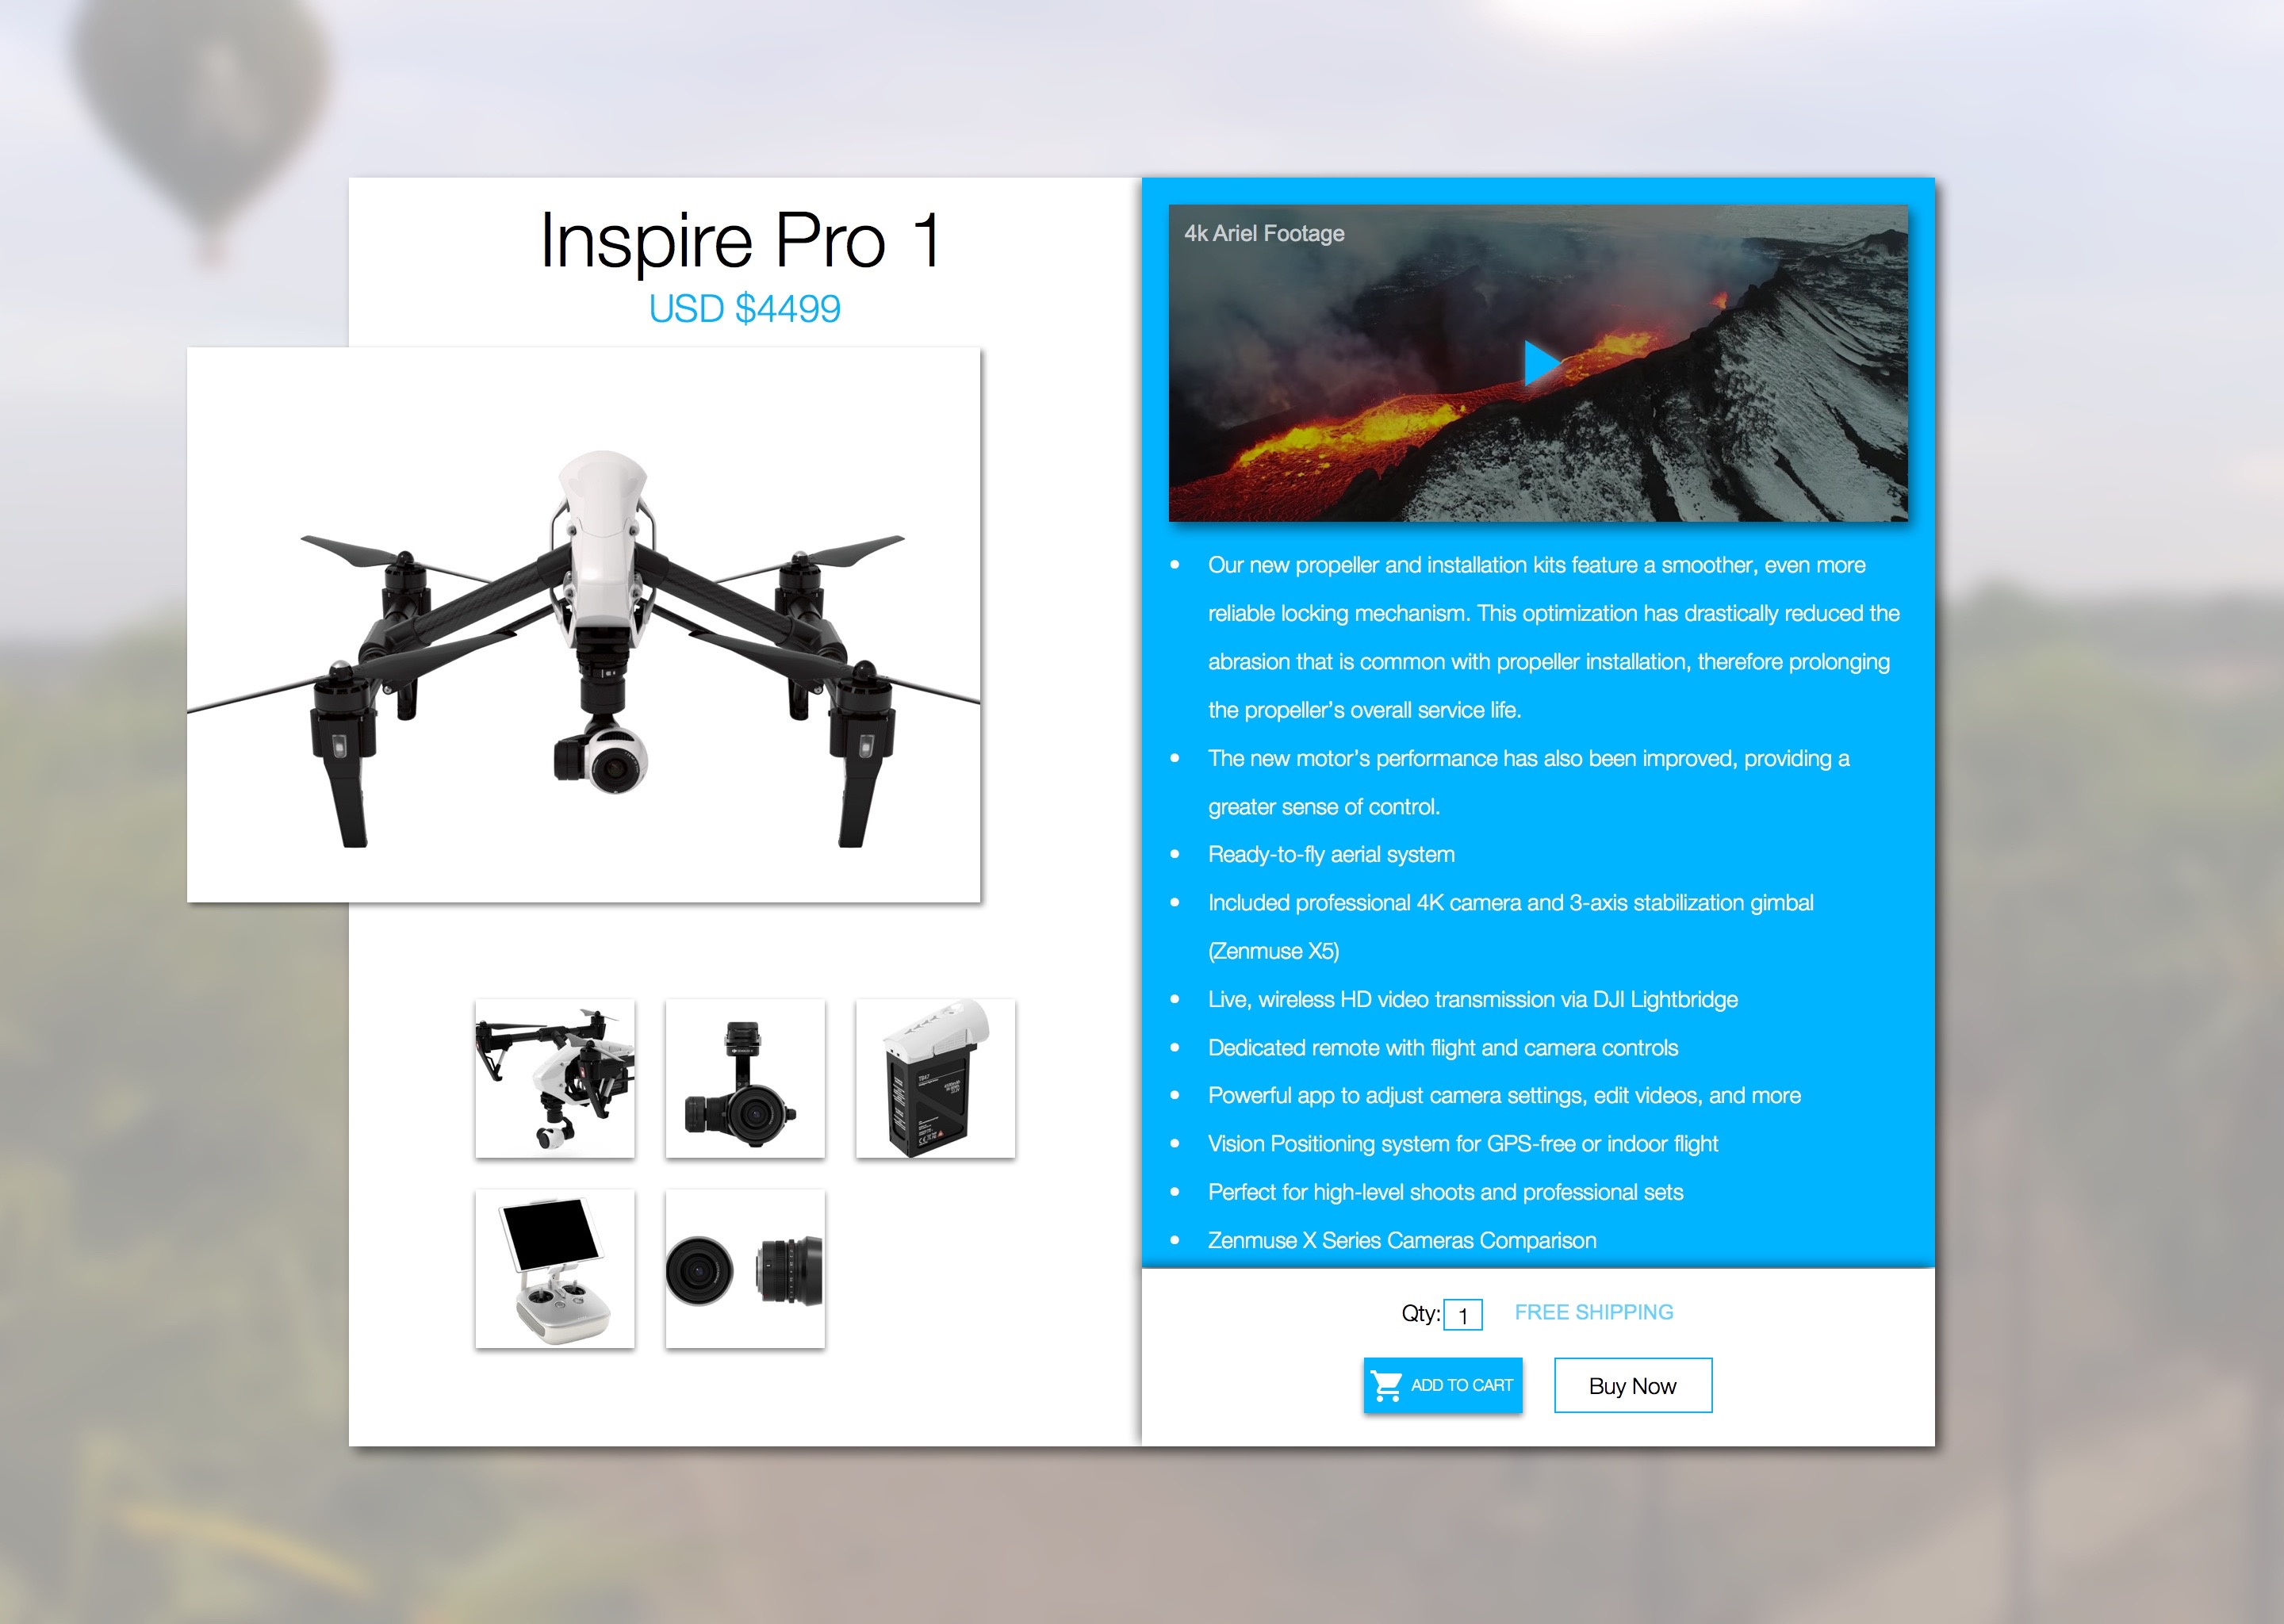 Inspire Pro 1
USD $4499
4k Ariel Footage
• Our new propeller and installation kits feature a smoother, even more
reliable locking mechanism. This optimization has drastically reduced the
abrasion that is common with propeller installation, therefore prolonging
the propeller’s overall service life.
• The new motor’s performance has also been improved, providing a
greater sense of control.
• Ready-to-fly aerial system
• Included professional 4K camera and 3-axis stabilization gimbal
(Zenmuse X5)
• Live, wireless HD video transmission via DJI Lightbridge
• Dedicated remote with flight and camera controls
• Powerful app to adjust camera settings, edit videos, and more
• Vision Positioning system for GPS-free or indoor flight
• Perfect for high-level shoots and professional sets
• Zenmuse X Series Cameras Comparison
Qty: 1 FREE SHIPPING
ADD TO CART Buy Now
TB47